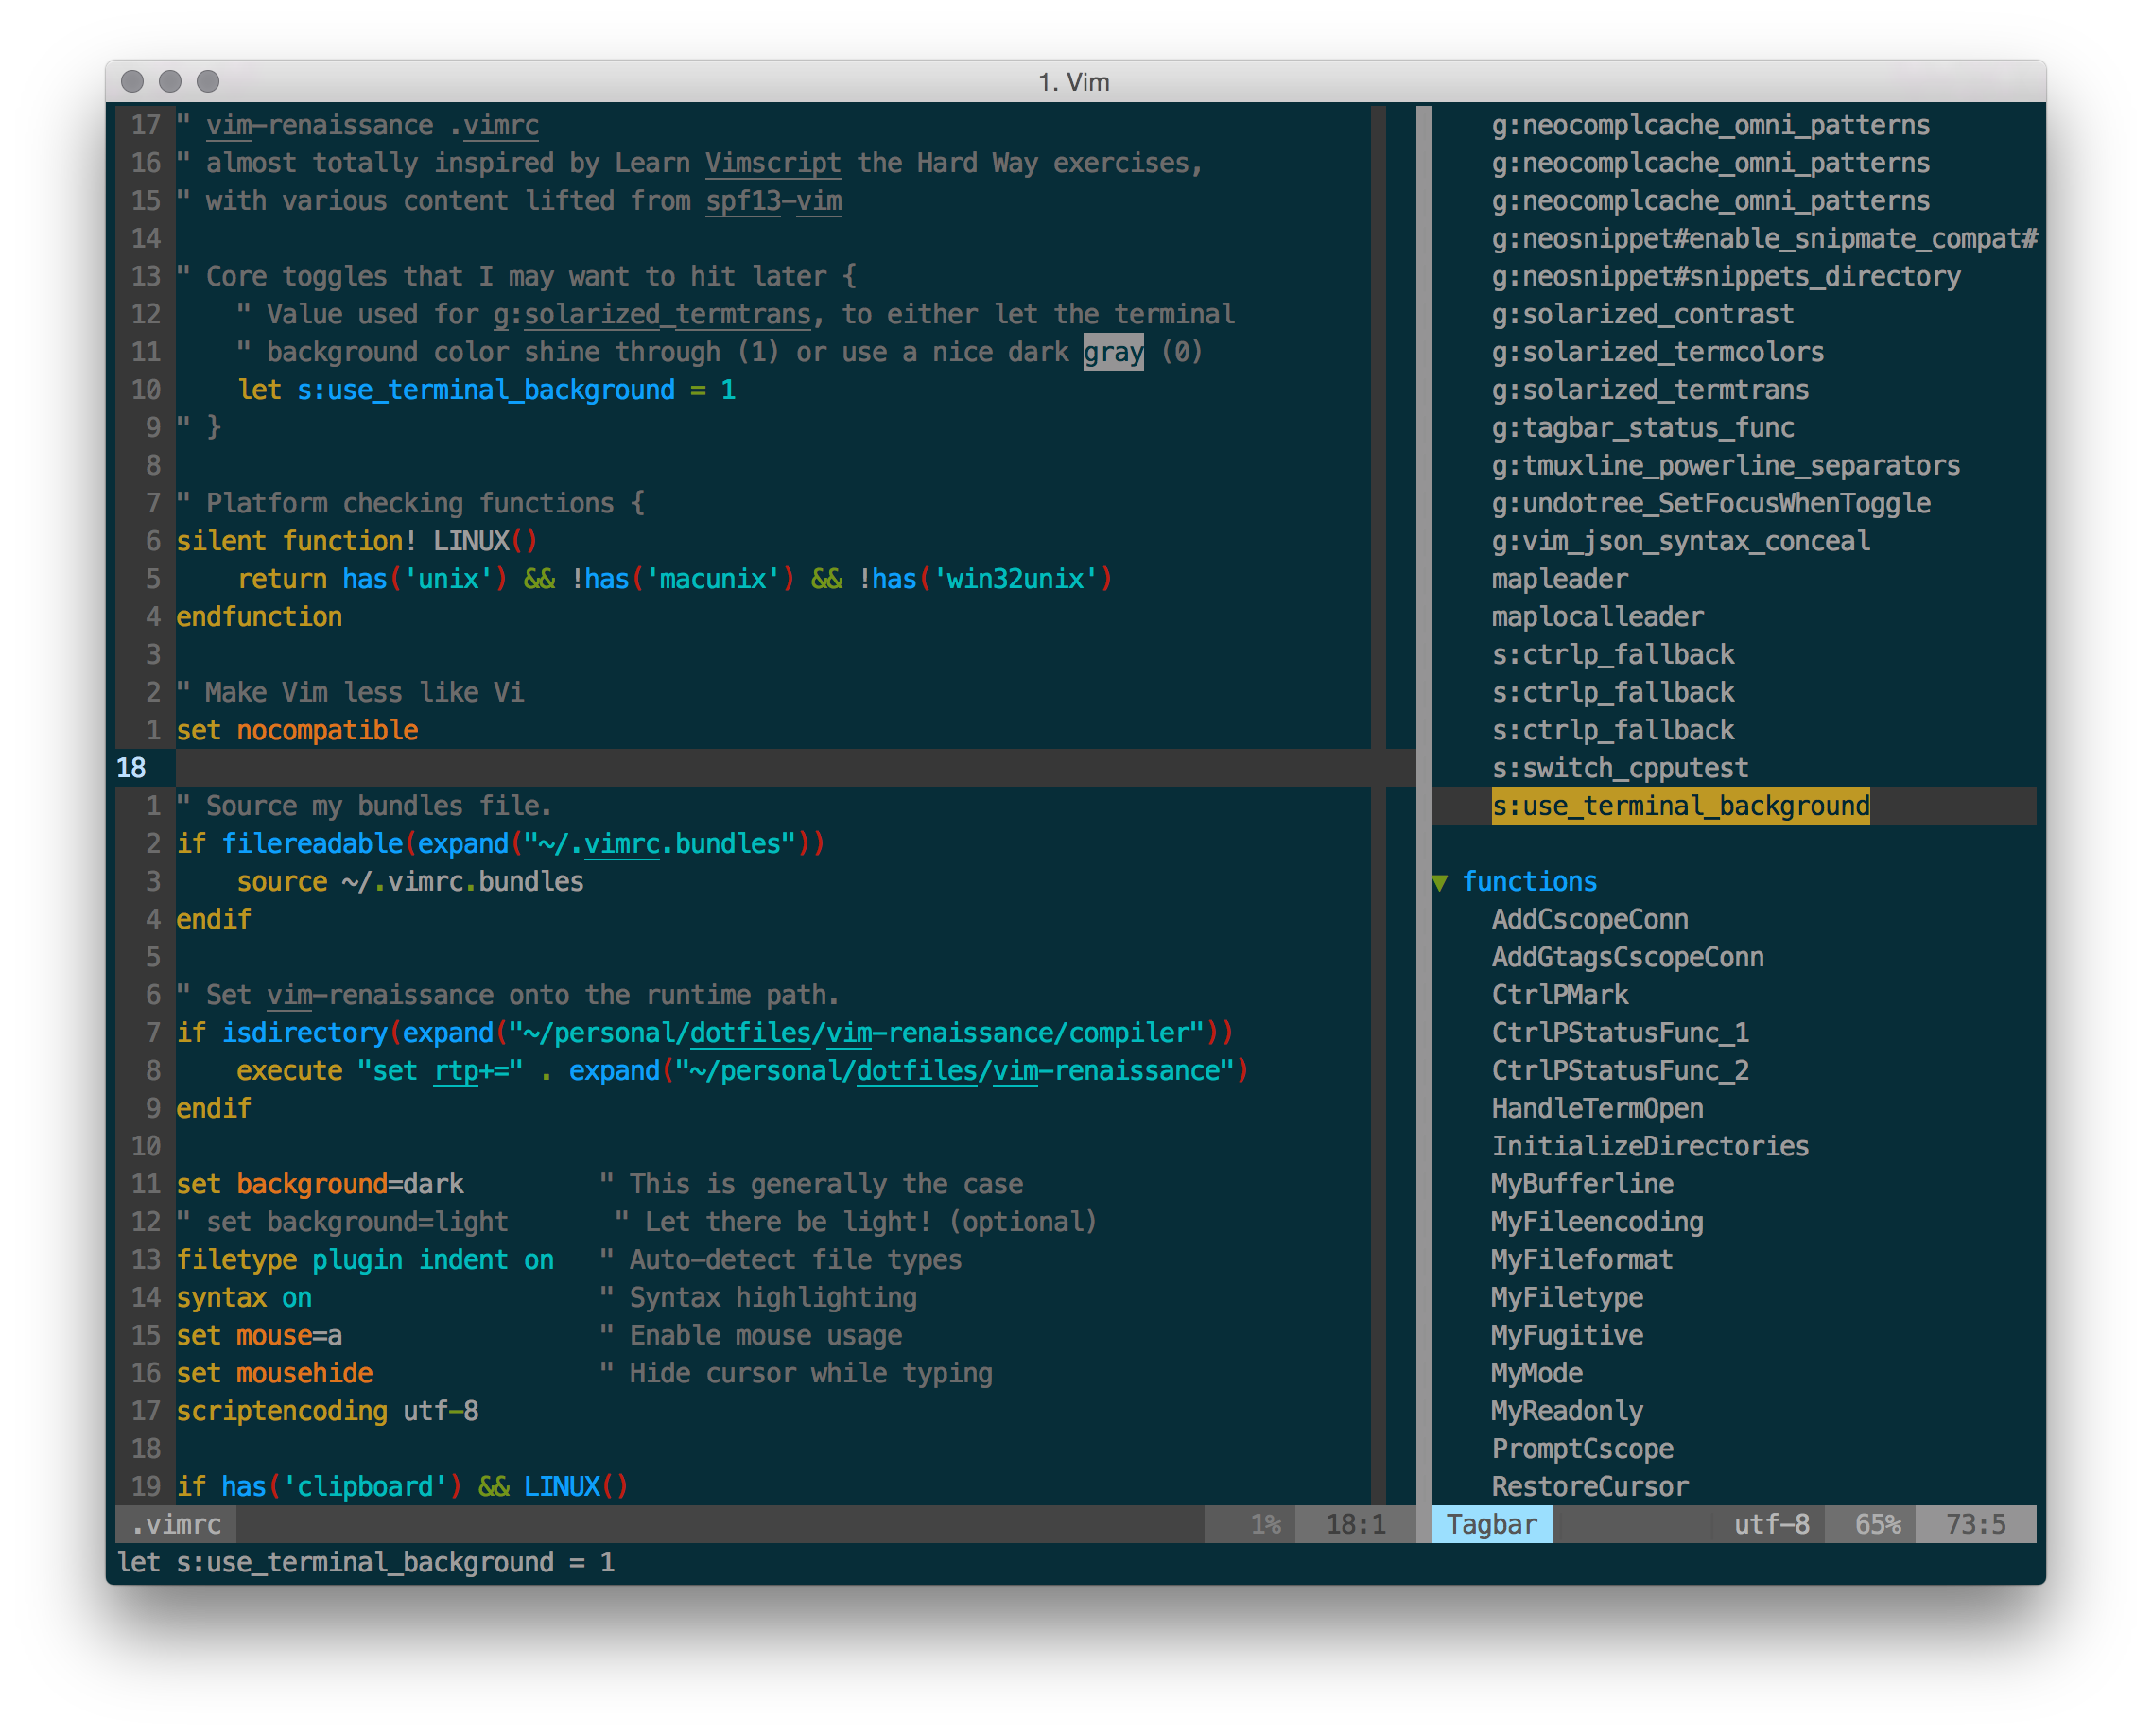 1. Vim
17 " vim-renaissance .vimrc
16 " almost totally inspired by Learn Vimscript the Hard Way exercises,
15 " with various content lifted from spf13-vim
14
13 " Core toggles that I may want to hit later {
12     " Value used for g:solarized_termtrans, to either let the terminal
11     " background color shine through (1) or use a nice dark gray (0)
10     let s:use_terminal_background = 1
9 " }
8
7 " Platform checking functions {
6 silent function! LINUX()
5     return has('unix') && !has('macunix') && !has('win32unix')
4 endfunction
3
2 " Make Vim less like Vi
1 set nocompatible
18
1 " Source my bundles file.
2 if filereadable(expand("~/.vimrc.bundles"))
3     source ~/.vimrc.bundles
4 endif
5
6 " Set vim-renaissance onto the runtime path.
7 if isdirectory(expand("~/personal/dotfiles/vim-renaissance/compiler"))
8     execute "set rtp+=" . expand("~/personal/dotfiles/vim-renaissance")
9 endif
10
11 set background=dark         " This is generally the case
12 " set background=light       " Let there be light! (optional)
13 filetype plugin indent on   " Auto-detect file types
14 syntax on                   " Syntax highlighting
15 set mouse=a                 " Enable mouse usage
16 set mousehide               " Hide cursor while typing
17 scriptencoding utf-8
18
19 if has('clipboard') && LINUX()
.vimrc 1% 18:1
g:neocomplcache_omni_patterns
g:neocomplcache_omni_patterns
g:neocomplcache_omni_patterns
g:neosnippet#enable_snipmate_compat#
g:neosnippet#snippets_directory
g:solarized_contrast
g:solarized_termcolors
g:solarized_termtrans
g:tagbar_status_func
g:tmuxline_powerline_separators
g:undotree_SetFocusWhenToggle
g:vim_json_syntax_conceal
mapleader
maplocalleader
s:ctrlp_fallback
s:ctrlp_fallback
s:ctrlp_fallback
s:switch_cpputest
s:use_terminal_background
▼ functions
AddCscopeConn
AddGtagsCscopeConn
CtrlPMark
CtrlPStatusFunc_1
CtrlPStatusFunc_2
HandleTermOpen
InitializeDirectories
MyBufferline
MyFileencoding
MyFileformat
MyFiletype
MyFugitive
MyMode
MyReadonly
PromptCscope
RestoreCursor
Tagbar utf-8 65% 73:5
let s:use_terminal_background = 1